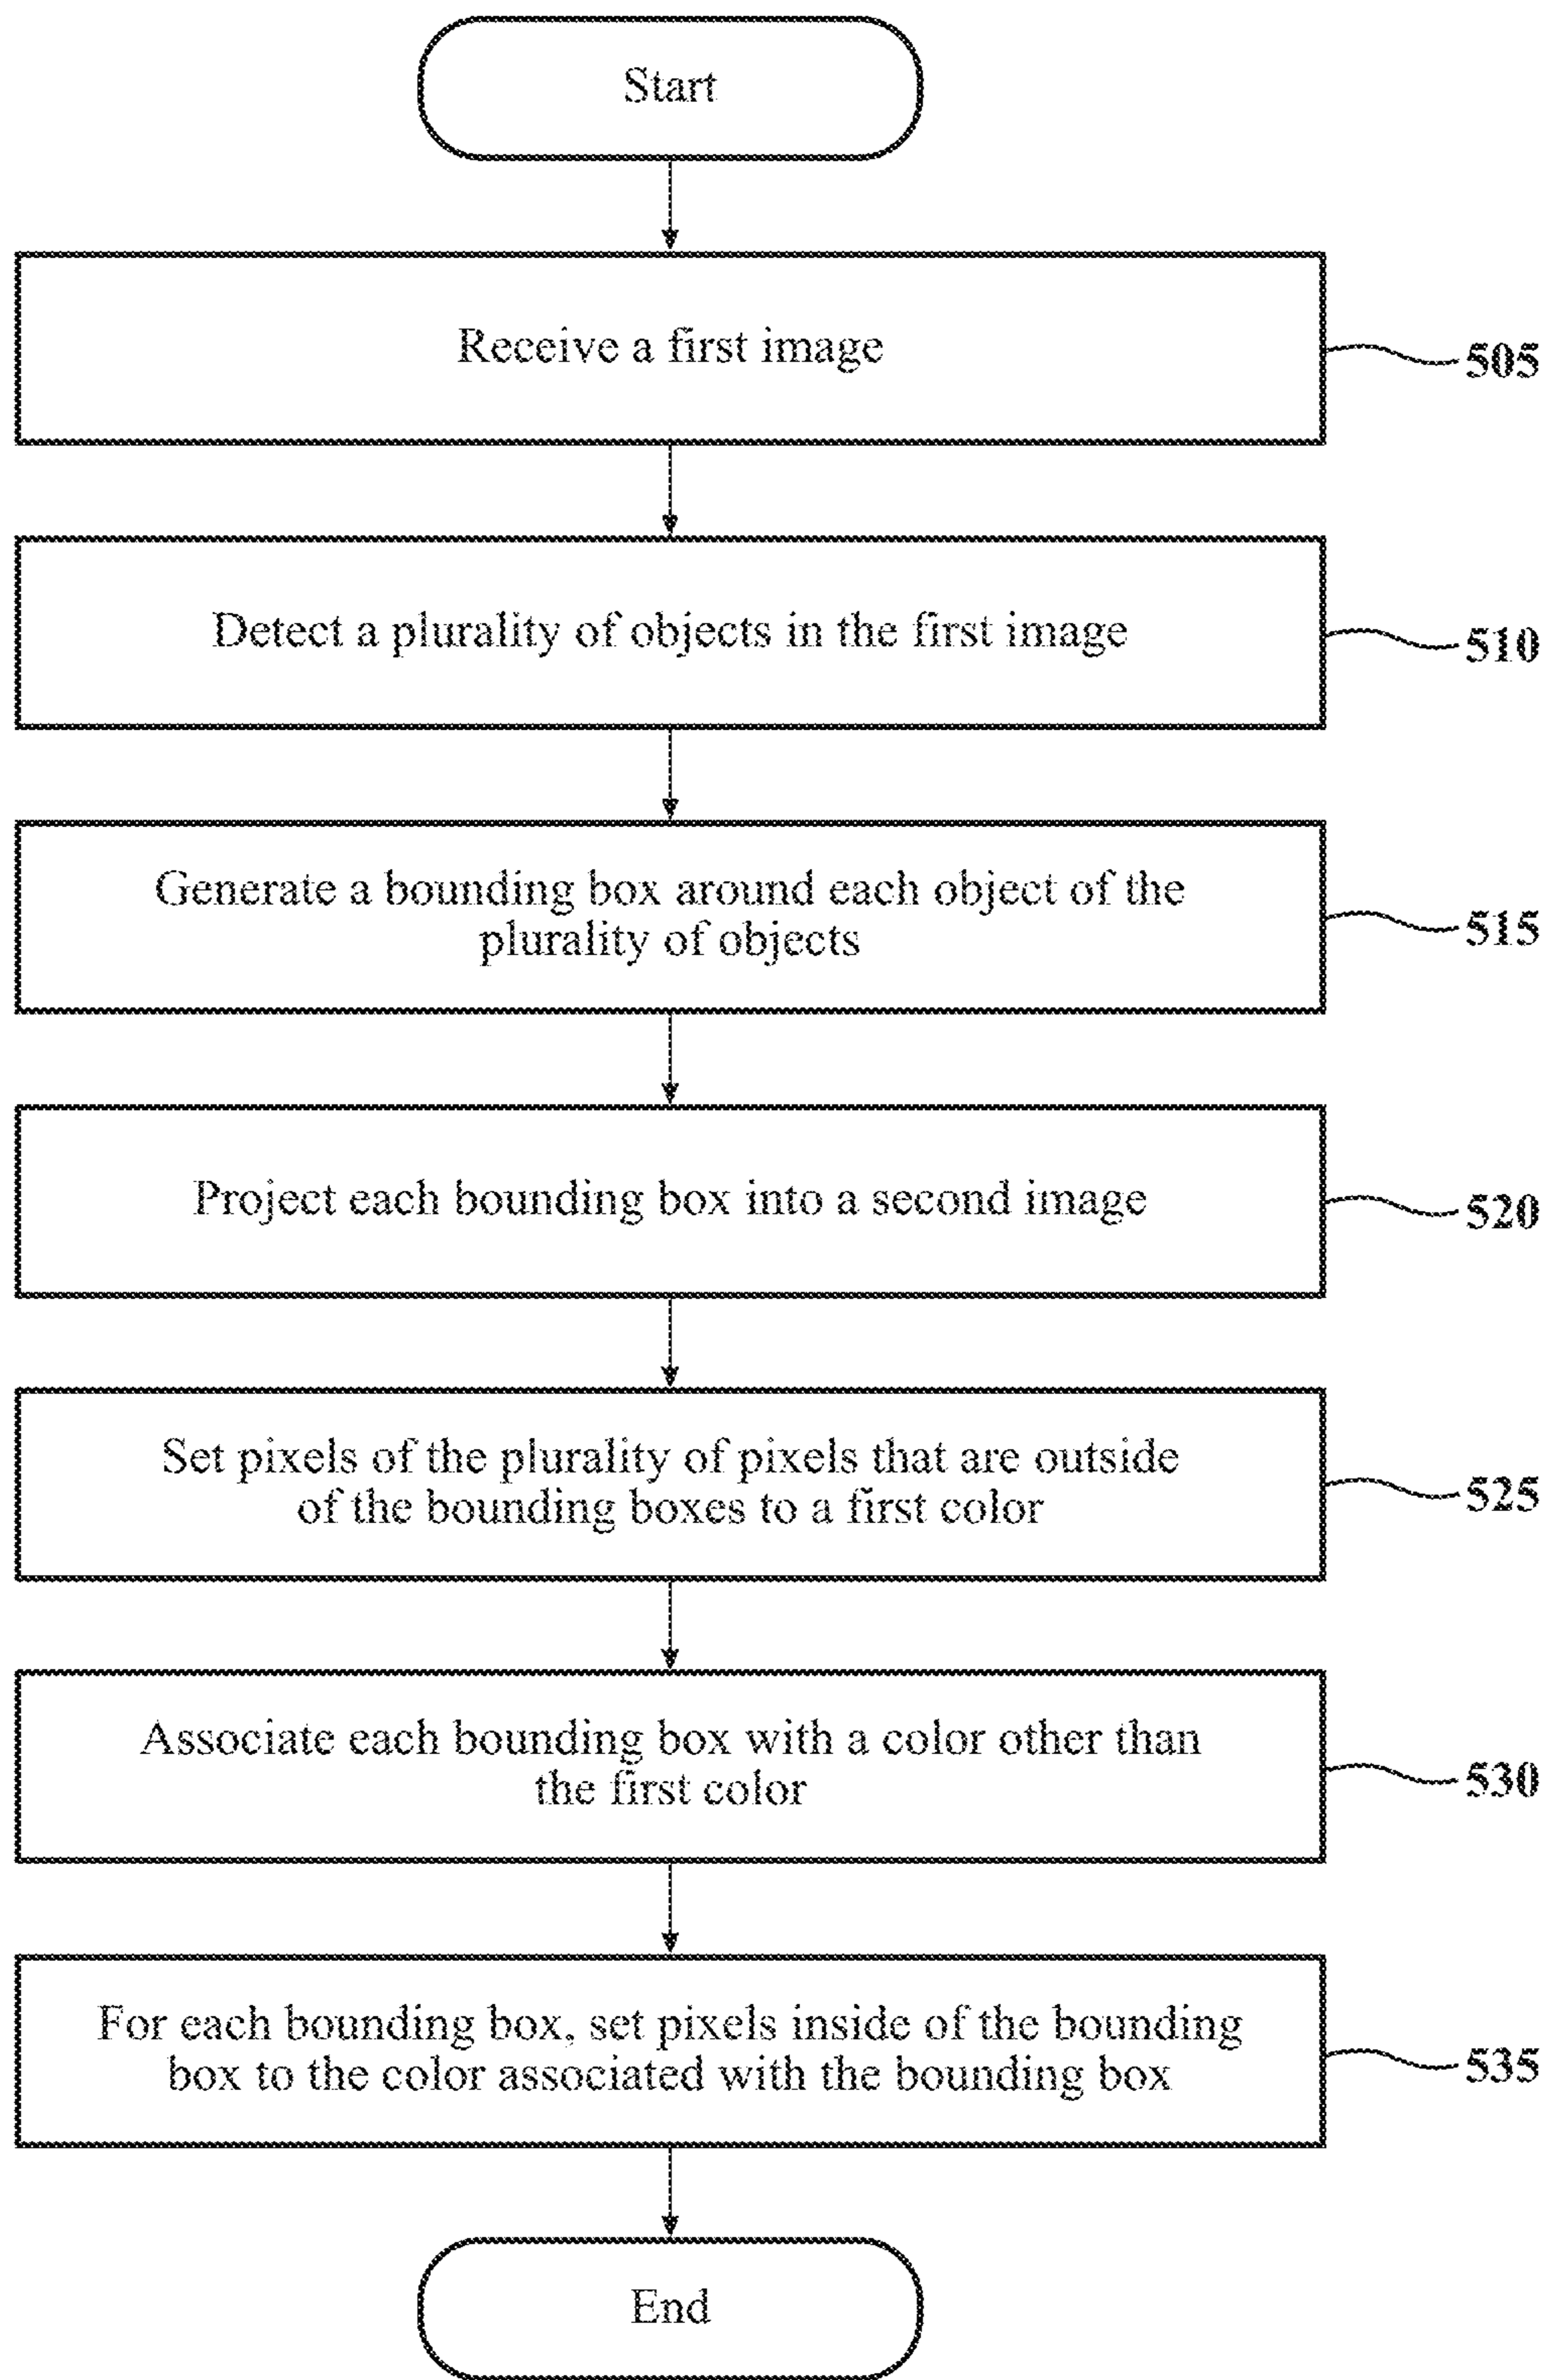 Start
Receive a first image
505
Detect a plurality of objects in the first image
510
Generate a bounding box around each object of the
plurality of objects
515
Project each bounding box into a second image
520
Set pixels of the plurality of pixels that are outside
of the bounding boxes to a first color
525
Associate each bounding box with a color other than
the first color
530
For each bounding box, set pixels inside of the bounding
box to the color associated with the bounding box
535
End